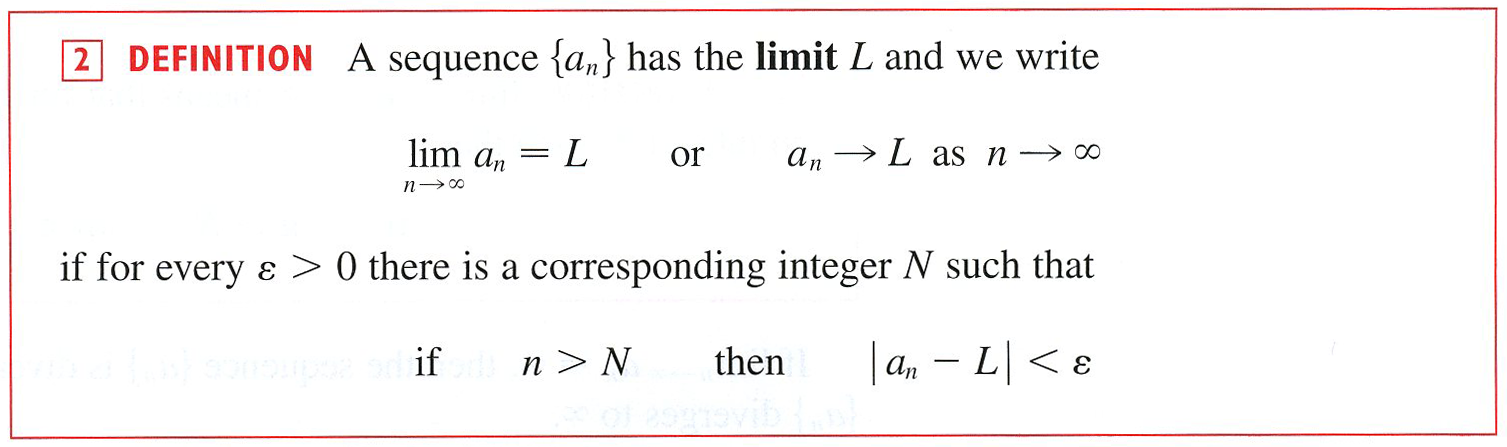 2 DEFINITION A sequence {aₙ} has the limit L and we write
lim aₙ = L or aₙ → L as n → ∞
n→∞
if for every ε > 0 there is a corresponding integer N such that
if n > N then |aₙ − L| < ε